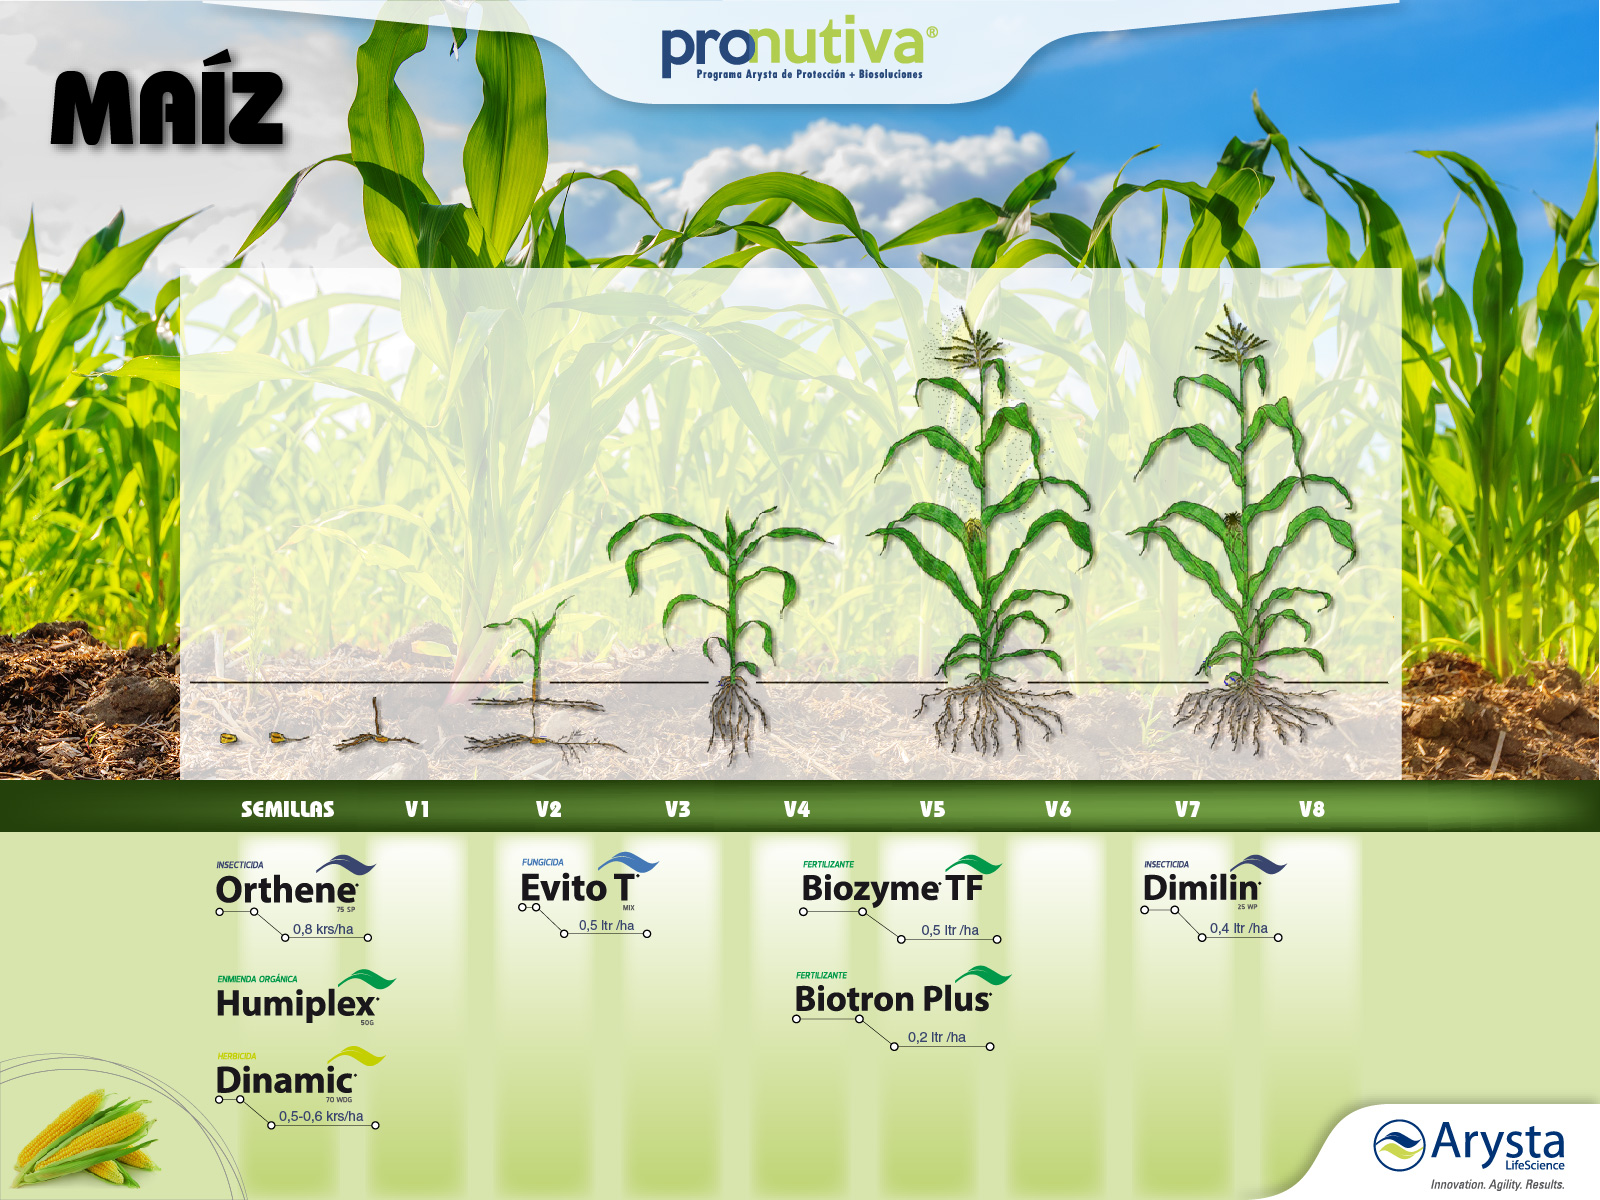 pronutiva®
Programa Arysta de Protección + Biosoluciones
MAÍZ
SEMILLAS V1 V2 V3 V4 V5 V6 V7 V8
INSECTICIDA
Orthene
75 SP
0,8 krs/ha
ENMIENDA ORGÁNICA
Humiplex
50G
HERBICIDA
Dinamic
70 WDG
0,5-0,6 krs/ha
FUNGICIDA
Evito T
MIX
0,5 ltr /ha
FERTILIZANTE
Biozyme TF
0,5 ltr /ha
FERTILIZANTE
Biotron Plus
0,2 ltr /ha
INSECTICIDA
Dimilin
25 WP
0,4 ltr /ha
Arysta
LifeScience
Innovation. Agility. Results.